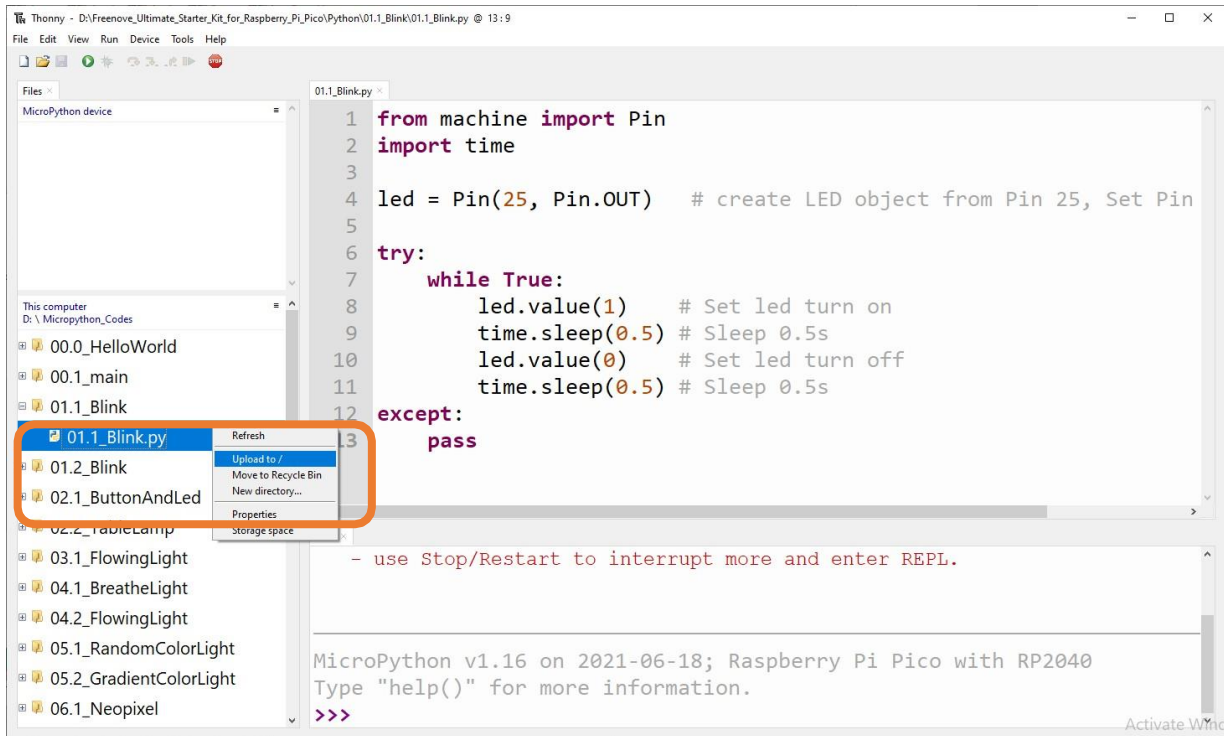 Thonny - D:\Freenove_Ultimate_Starter_Kit_for_Raspberry_Pi_Pico\Python\01.1_Blink\01.1_Blink.py @ 13:9
File Edit View Run Device Tools Help
STOP
Files
MicroPython device
This computer
D: \ Micropython_Codes
00.0_HelloWorld
00.1_main
01.1_Blink
01.1_Blink.py
01.2_Blink
02.1_ButtonAndLed
02.2_TableLamp
03.1_FlowingLight
04.1_BreatheLight
04.2_FlowingLight
05.1_RandomColorLight
05.2_GradientColorLight
06.1_Neopixel
Refresh
Upload to /
Move to Recycle Bin
New directory...
Properties
Storage space
01.1_Blink.py
1 from machine import Pin
2 import time
3
4 led = Pin(25, Pin.OUT)   # create LED object from Pin 25, Set Pin
5
6 try:
7     while True:
8         led.value(1)    # Set led turn on
9         time.sleep(0.5) # Sleep 0.5s
10         led.value(0)    # Set led turn off
11         time.sleep(0.5) # Sleep 0.5s
12 except:
13     pass
- use Stop/Restart to interrupt more and enter REPL.
MicroPython v1.16 on 2021-06-18; Raspberry Pi Pico with RP2040
Type "help()" for more information.
>>>
Activate Wind